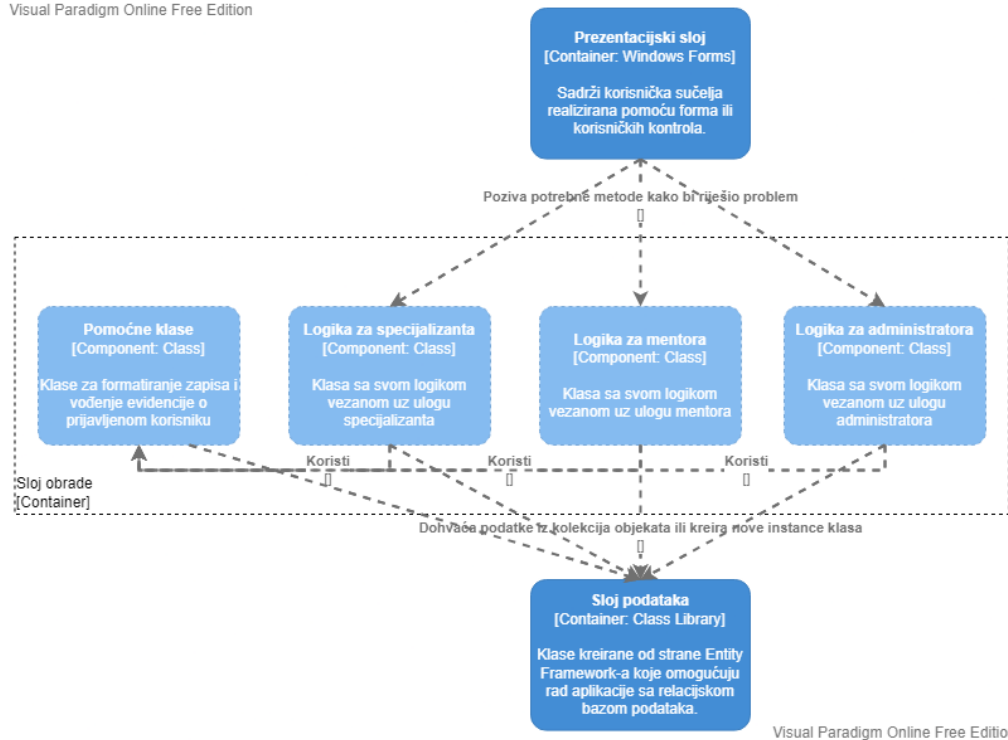 Visual Paradigm Online Free Edition
Prezentacijski sloj
[Container: Windows Forms]
Sadrži korisnička sučelja
realizirana pomoću forma ili
korisničkih kontrola.
Poziva potrebne metode kako bi riješio problem
[]
Pomoćne klase
[Component: Class]
Klase za formatiranje zapisa i
vođenje evidencije o
prijavljenom korisniku
Logika za specijalizanta
[Component: Class]
Klasa sa svom logikom
vezanom uz ulogu
specijalizanta
Logika za mentora
[Component: Class]
Klasa sa svom logikom
vezanom uz ulogu mentora
Logika za administratora
[Component: Class]
Klasa sa svom logikom
vezanom uz ulogu
administratora
Koristi
[]
Koristi
[]
Koristi
[]
Sloj obrade
[Container]
Dohvaća podatke iz kolekcija objekata ili kreira nove instance klasa
[]
Sloj podataka
[Container: Class Library]
Klase kreirane od strane Entity
Framework-a koje omogućuju
rad aplikacije sa relacijskom
bazom podataka.
Visual Paradigm Online Free Edition